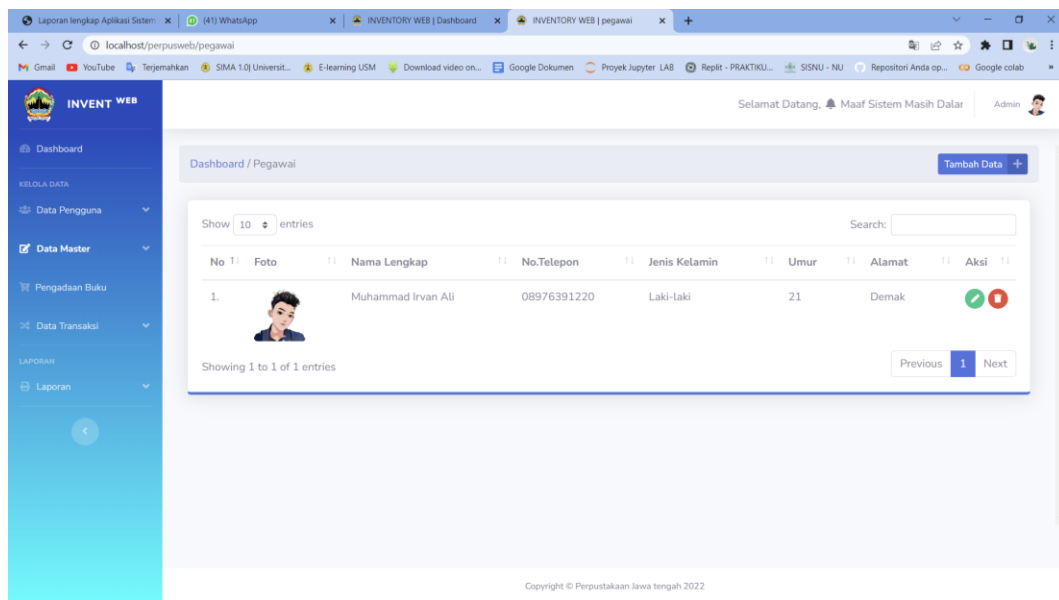 Laporan lengkap Aplikasi Sistem
(41) WhatsApp
INVENTORY WEB | Dashboard
INVENTORY WEB | pegawai
localhost/perpusweb/pegawai
Gmail
YouTube
Terjemahkan
SIMA 1.0| Universit...
E-learning USM
Download video on...
Google Dokumen
Proyek Jupyter LAB
Replit - PRAKTIKU...
SISNU - NU
Repositori Anda op...
Google colab
INVENT WEB
Selamat Datang,
Maaf Sistem Masih Dalam
Admin
Dashboard
KELOLA DATA
Data Pengguna
Data Master
Pengadaan Buku
Data Transaksi
LAPORAN
Laporan
Dashboard / Pegawai
Tambah Data +
Show 10 entries
Search:
No Foto Nama Lengkap No.Telepon Jenis Kelamin Umur Alamat Aksi
1. Muhammad Irvan Ali 08976391220 Laki-laki 21 Demak
Showing 1 to 1 of 1 entries
Previous 1 Next
Copyright © Perpustakaan Jawa tengah 2022